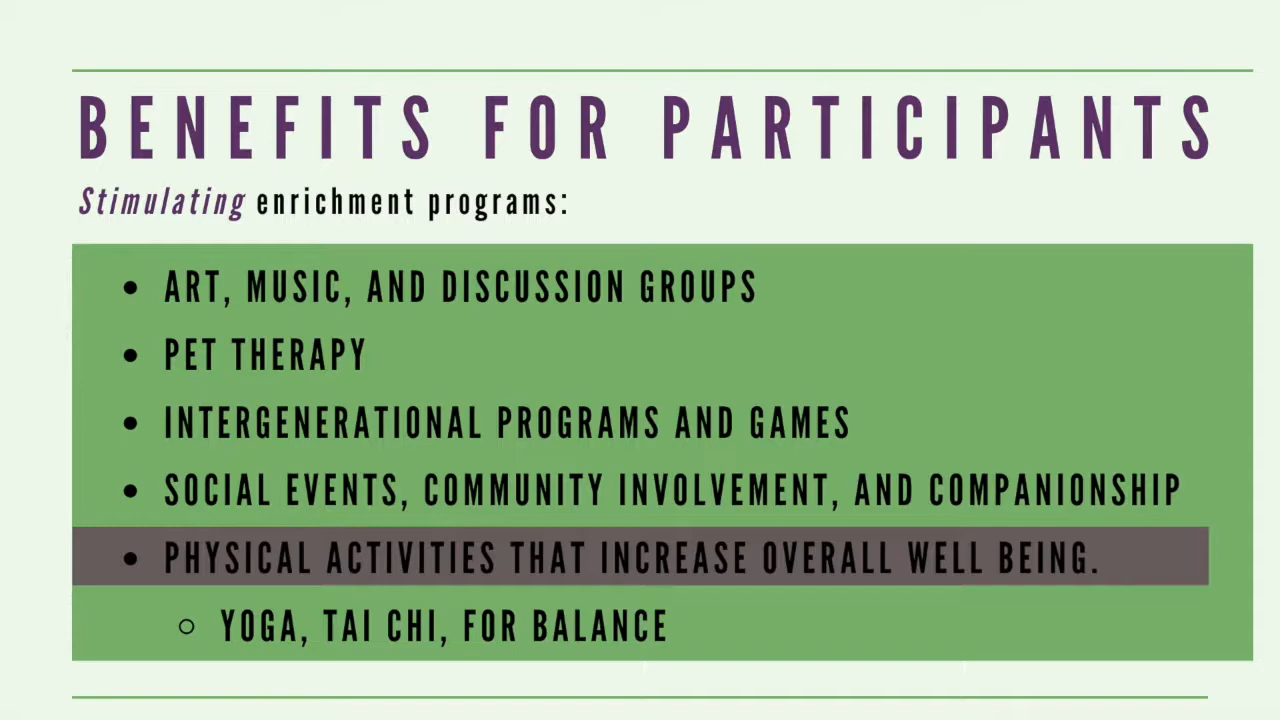 BENEFITS FOR PARTICIPANTS
Stimulating enrichment programs:
• ART, MUSIC, AND DISCUSSION GROUPS
• PET THERAPY
• INTERGENERATIONAL PROGRAMS AND GAMES
• SOCIAL EVENTS, COMMUNITY INVOLVEMENT, AND COMPANIONSHIP
• PHYSICAL ACTIVITIES THAT INCREASE OVERALL WELL BEING.
○ YOGA, TAI CHI, FOR BALANCE